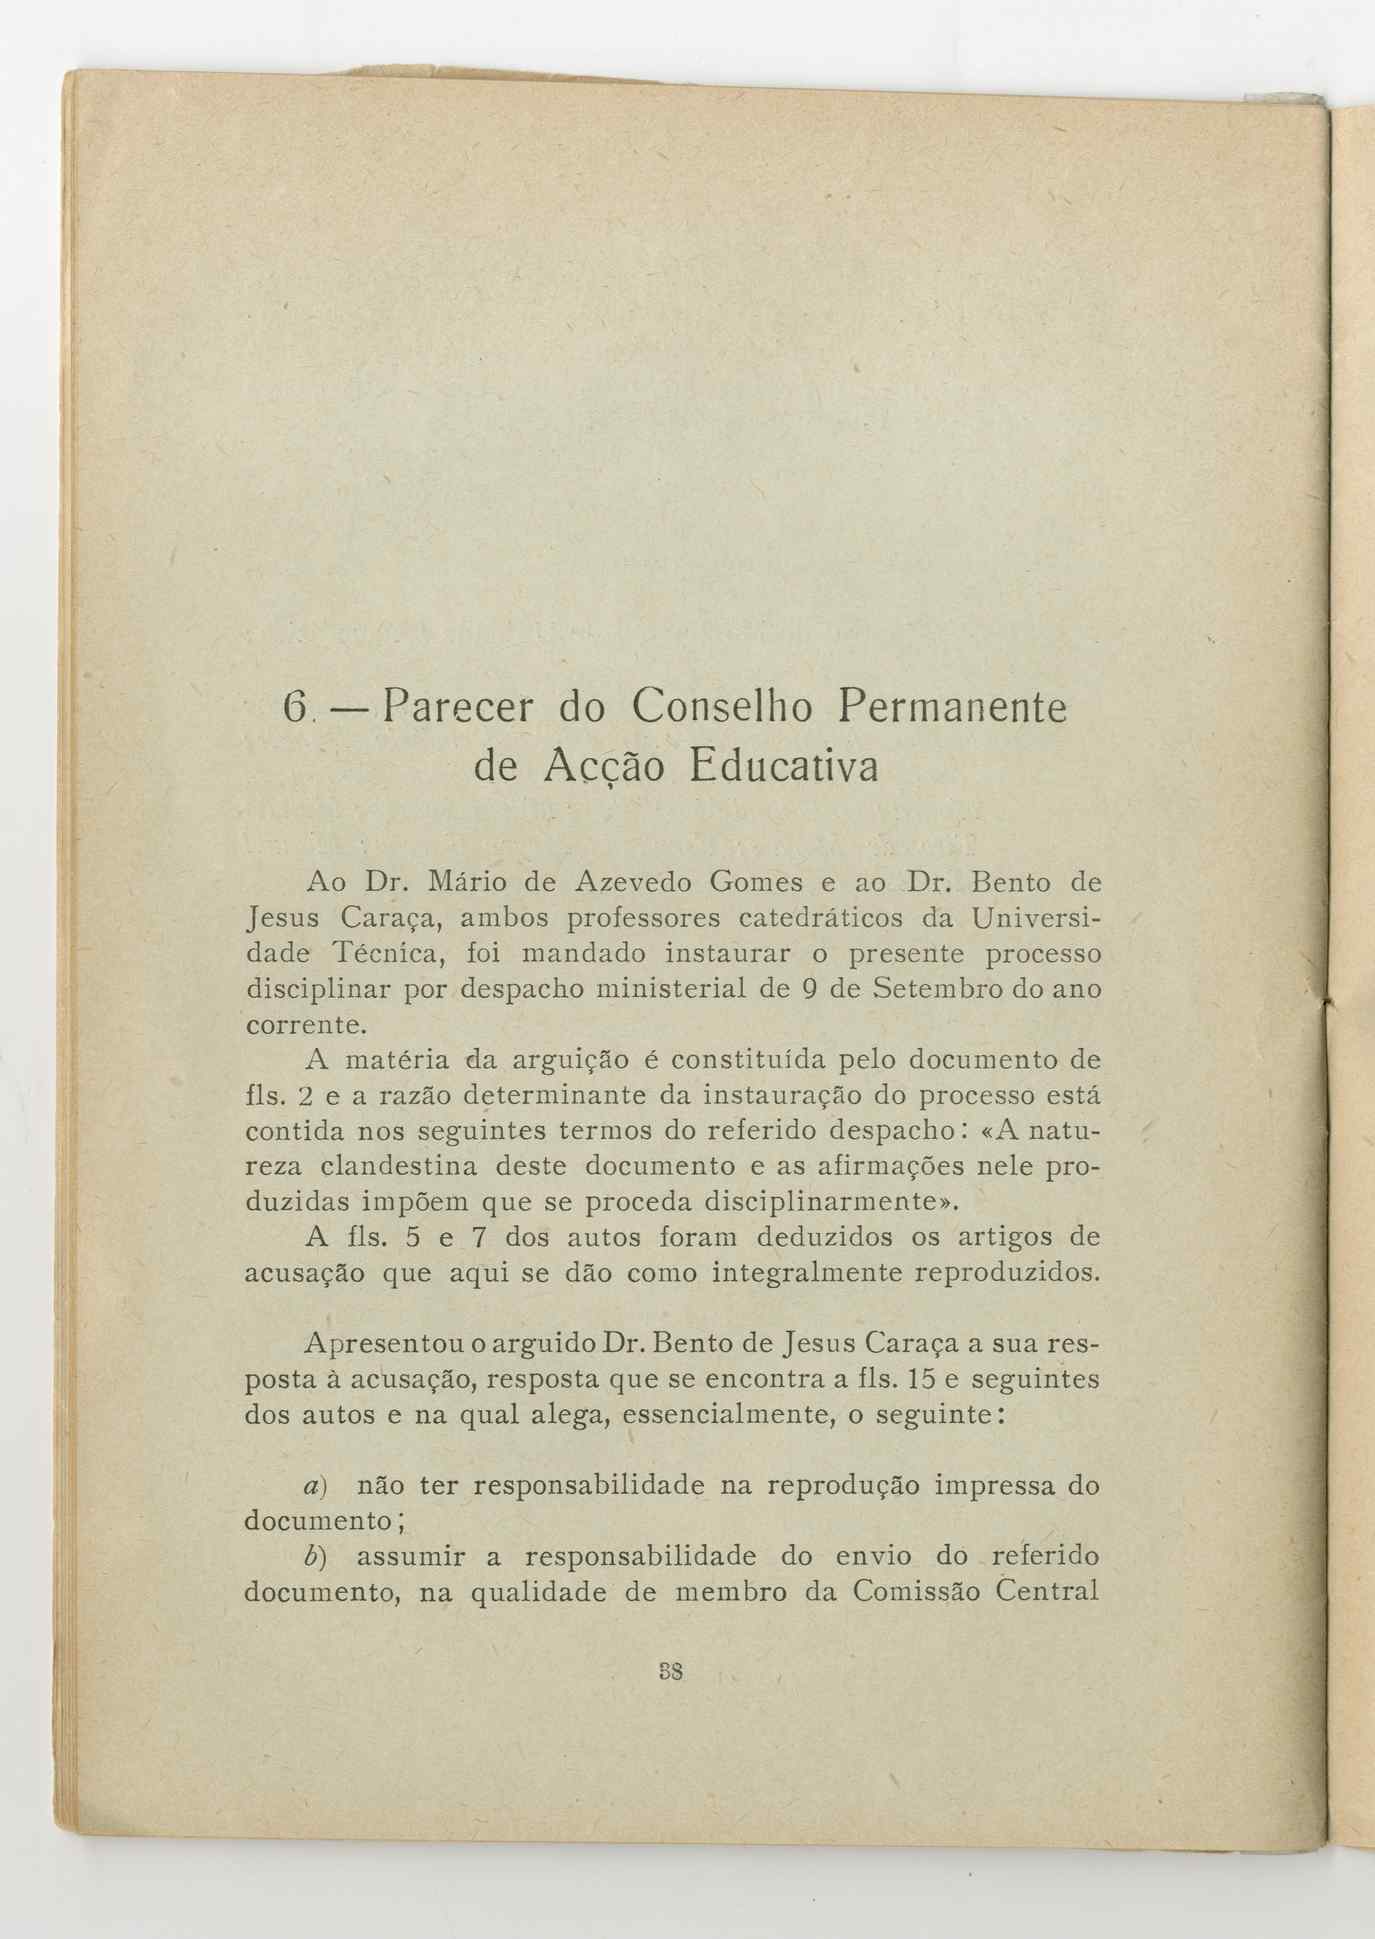 6. — Parecer do Conselho Permanente
de Acção Educativa
Ao Dr. Mário de Azevedo Gomes e ao Dr. Bento de
Jesus Caraça, ambos professores catedráticos da Universi-
dade Técnica, foi mandado instaurar o presente processo
disciplinar por despacho ministerial de 9 de Setembro do ano
corrente.
A matéria da arguição é constituída pelo documento de
fls. 2 e a razão determinante da instauração do processo está
contida nos seguintes termos do referido despacho: «A natu-
reza clandestina deste documento e as afirmações nele pro-
duzidas impõem que se proceda disciplinarmente».
A fls. 5 e 7 dos autos foram deduzidos os artigos de
acusação que aqui se dão como integralmente reproduzidos.
Apresentou o arguido Dr. Bento de Jesus Caraça a sua res-
posta à acusação, resposta que se encontra a fls. 15 e seguintes
dos autos e na qual alega, essencialmente, o seguinte:
a) não ter responsabilidade na reprodução impressa do
documento;
b) assumir a responsabilidade do envio do referido
documento, na qualidade de membro da Comissão Central
38